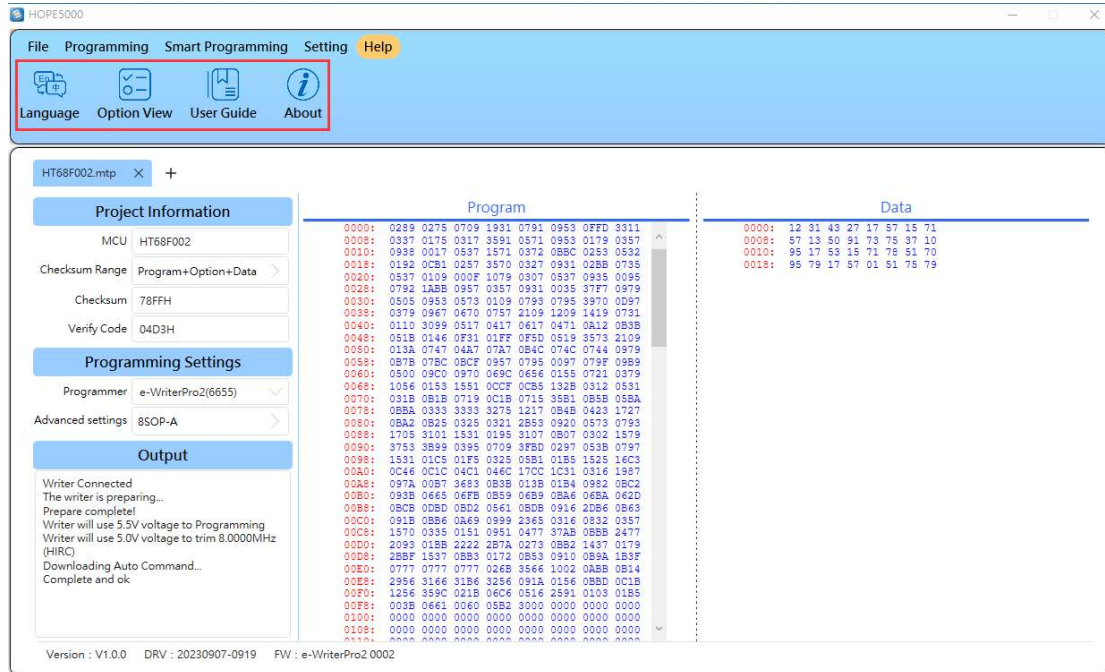 HOPE5000
File Programming Smart Programming Setting Help
Language Option View User Guide About
HT68F002.mtp
Project Information
MCU HT68F002
Checksum Range Program+Option+Data
Checksum 78FFH
Verify Code 04D3H
Programming Settings
Programmer e-WriterPro2(6655)
Advanced settings 8SOP-A
Output
Writer Connected
The writer is preparing...
Prepare complete!
Writer will use 5.5V voltage to Programming
Writer will use 5.0V voltage to trim 8.0000MHz
(HIRC)
Downloading Auto Command...
Complete and ok
Program
0000: 0289 0275 0709 1931 0791 0953 0FFD 3311
0008: 0337 0175 0317 3591 0571 0953 0179 0357
0010: 0938 0017 0537 1571 0372 0BBC 0253 0532
0018: 0192 0CB1 0257 3570 0327 0931 02BB 0735
0020: 0537 0109 000F 1079 0307 0537 0935 0095
0028: 0792 1ABB 0957 0357 0931 0035 37F7 0979
0030: 0505 0953 0573 0109 0793 0795 3970 0D97
0038: 0379 0967 0670 0757 2109 1209 1419 0731
0040: 0110 3099 0517 0417 0617 0471 0A12 0B3B
0048: 051B 0146 0F31 01FF 0F5D 0519 3573 2109
0050: 013A 0747 04A7 07A7 0B4C 074C 0744 0979
0058: 0B7B 07BC 0BCF 0957 0795 0097 079F 09B9
0060: 0500 09C0 0970 069C 0656 0155 0721 0379
0068: 1056 0153 1551 0CCF 0CB5 132B 0312 0531
0070: 031B 0B1B 0719 0C1B 0715 35B1 0B5B 05BA
0078: 0BBA 0333 3333 3275 1217 0B4B 0423 1727
0080: 0BA2 0B25 0325 0321 2B53 0920 0573 0793
0088: 1705 3101 1531 0195 3107 0B07 0302 1579
0090: 3753 3B99 0395 0709 3FBD 0297 053B 0797
0098: 1531 01C5 01F5 0325 05B1 01B5 1525 16C3
00A0: 0C46 0C1C 04C1 046C 17CC 1C31 0316 1987
00A8: 097A 00B7 3683 0B3B 013B 01B4 0982 0BC2
00B0: 093B 0665 06FB 0B59 06B9 0BA6 06BA 062D
00B8: 0BCB 0DBD 0BD2 0561 0BDB 0916 2DB6 0B63
00C0: 091B 0BB6 0A69 0999 2365 0316 0832 0357
00C8: 1570 0335 0151 0951 0477 37AB 0BBB 2477
00D0: 2093 01BB 2222 2B7A 0273 0BB2 1437 0179
00D8: 2BBF 1537 0BB3 0172 0B53 0910 0B9A 1B3F
00E0: 0777 0777 0777 026B 3566 1002 0ABB 0B14
00E8: 2956 3166 31B6 3256 091A 0156 0BBD 0C1B
00F0: 1256 359C 021B 06C6 0516 2591 0103 01B5
00F8: 003B 0661 0060 05B2 3000 0000 0000 0000
0100: 0000 0000 0000 0000 0000 0000 0000 0000
0108: 0000 0000 0000 0000 0000 0000 0000 0000
Data
0000: 12 31 43 27 17 57 15 71
0008: 57 13 50 91 73 75 37 10
0010: 95 17 53 15 71 78 51 70
0018: 95 79 17 57 01 51 75 79
Version : V1.0.0 DRV : 20230907-0919 FW : e-WriterPro2 0002